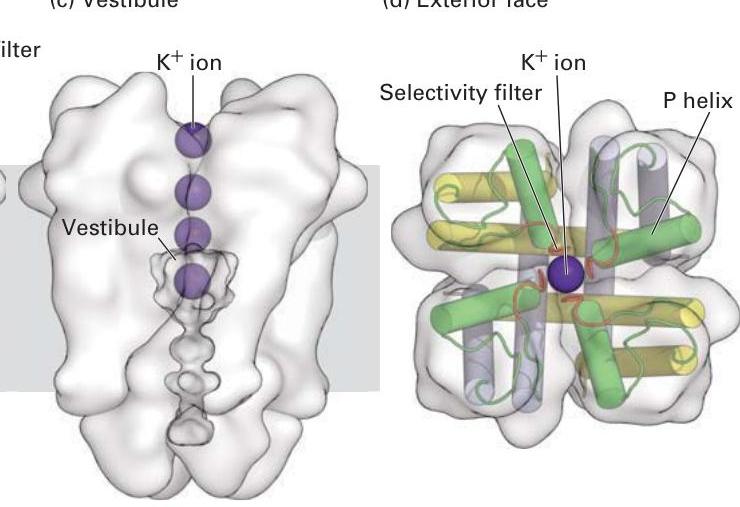 (c) Vestibule
(d) Exterior face
ilter
K+ ion
Vestibule
K+ ion
Selectivity filter
P helix